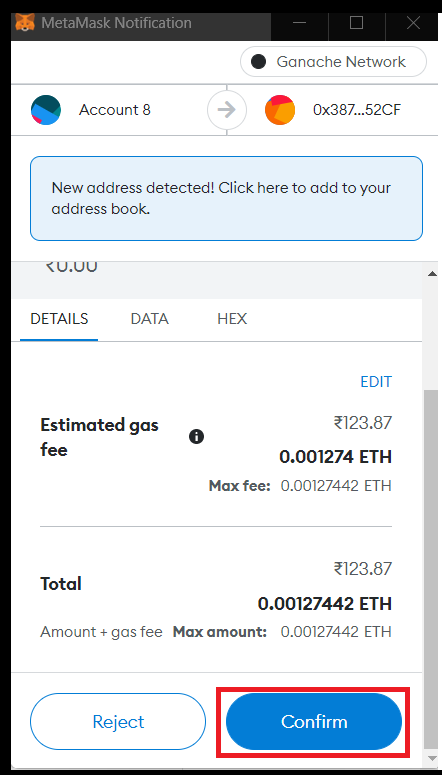 MetaMask Notification
Ganache Network
Account 8
0x387...52CF
New address detected! Click here to add to your
address book.
₹0.00
DETAILS DATA HEX
EDIT
Estimated gas
fee
₹123.87
0.001274 ETH
Max fee: 0.00127442 ETH
Total
₹123.87
0.00127442 ETH
Amount + gas fee Max amount: 0.00127442 ETH
Reject Confirm